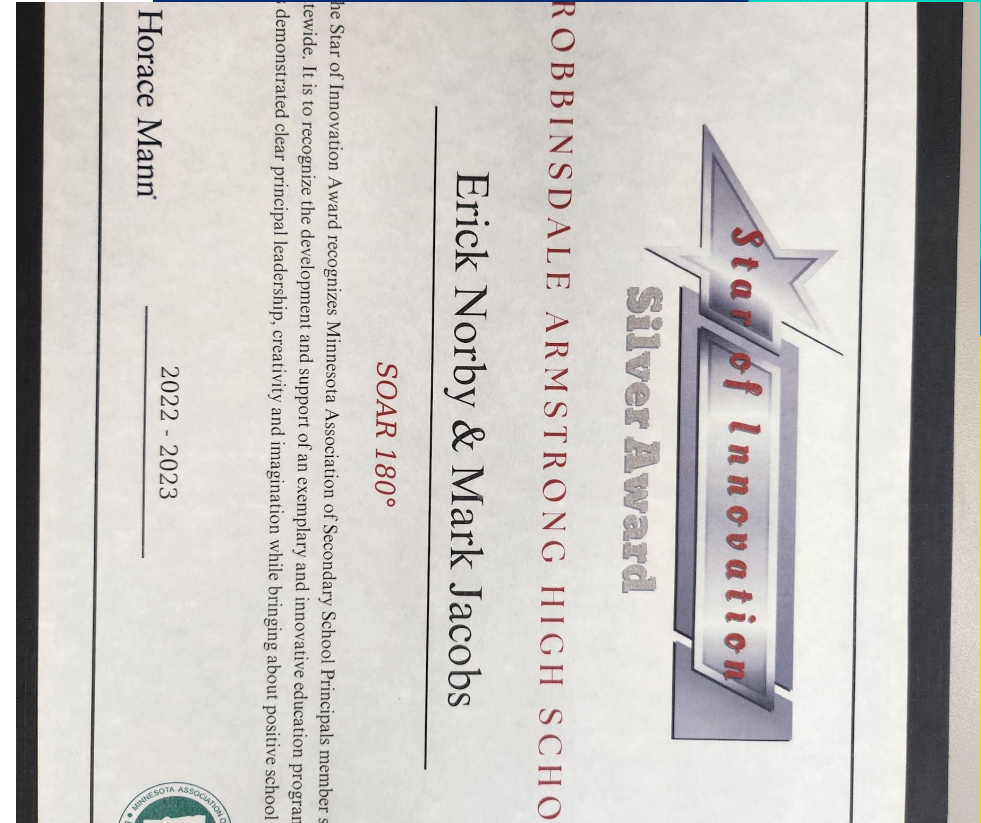 Star of Innovation
Silver Award
ROBBINSDALE ARMSTRONG HIGH SCHO
Erick Norby & Mark Jacobs
SOAR 180°
he Star of Innovation Award recognizes Minnesota Association of Secondary School Principals member s
tewide. It is to recognize the development and support of an exemplary and innovative education program
demonstrated clear principal leadership, creativity and imagination while bringing about positive school
Horace Mann
2022 - 2023
MINNESOTA ASSOCIATION O